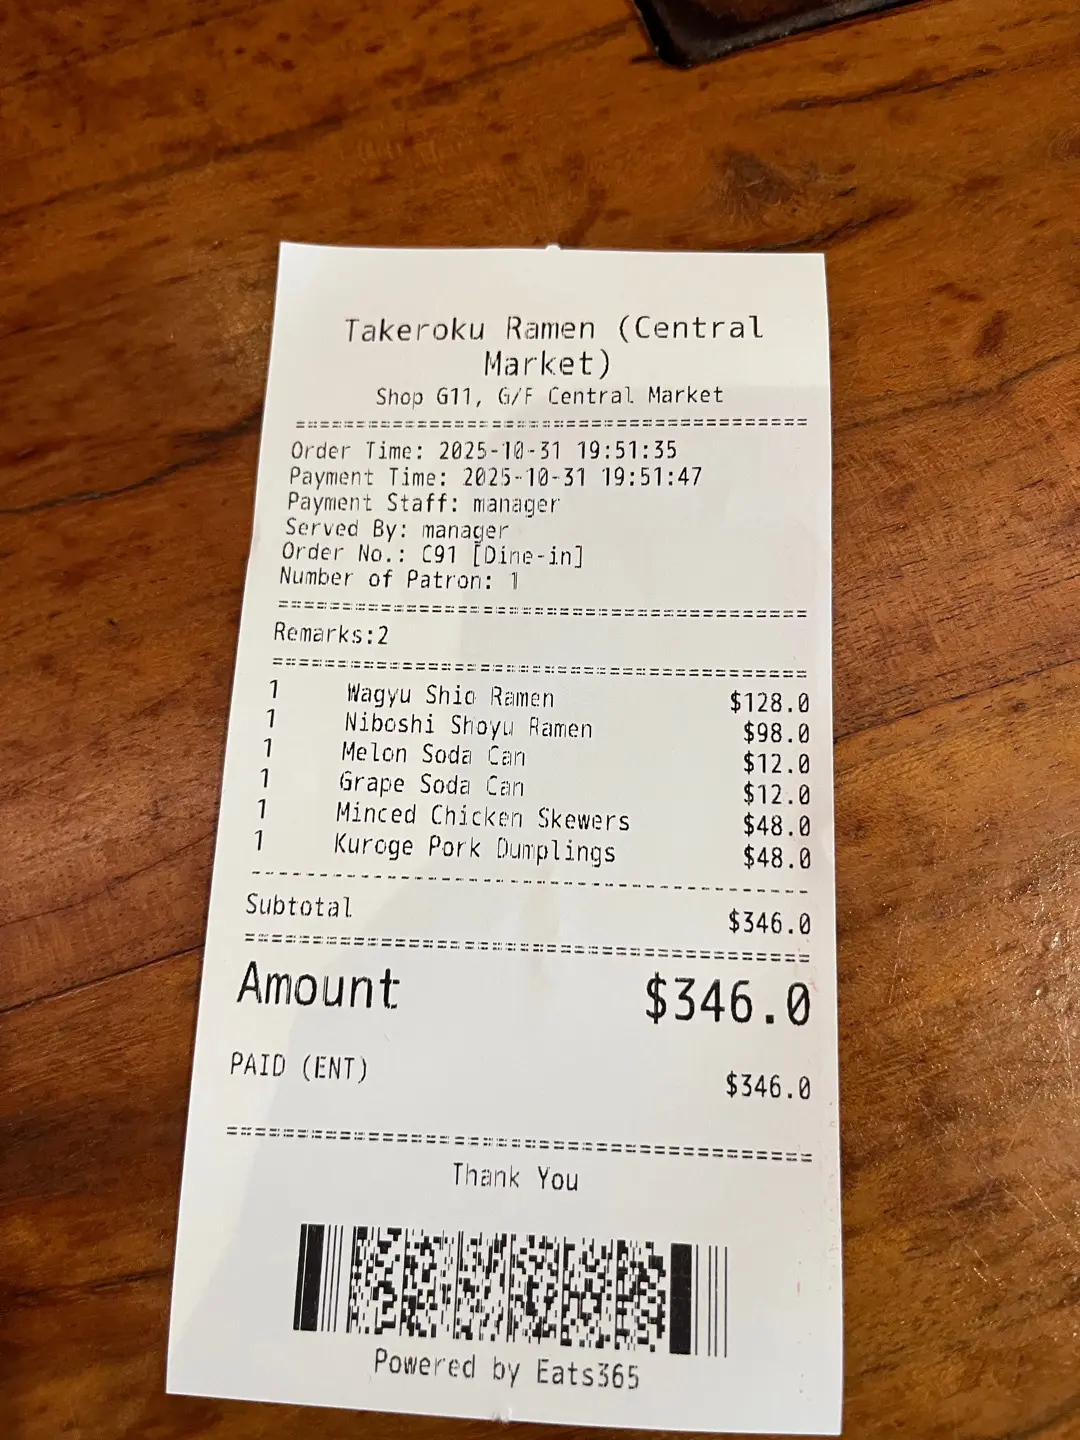 Takeroku Ramen (Central
Market)
Shop G11, G/F Central Market
========================================
Order Time: 2025-10-31 19:51:35
Payment Time: 2025-10-31 19:51:47
Payment Staff: manager
Served By: manager
Order No.: C91 [Dine-in]
Number of Patron: 1
========================================
Remarks:2
========================================
1 Wagyu Shio Ramen $128.0
1 Niboshi Shoyu Ramen $98.0
1 Melon Soda Can $12.0
1 Grape Soda Can $12.0
1 Minced Chicken Skewers $48.0
1 Kuroge Pork Dumplings $48.0
----------------------------------------
Subtotal $346.0
========================================
Amount $346.0
PAID (ENT) $346.0
========================================
Thank You
Powered by Eats365